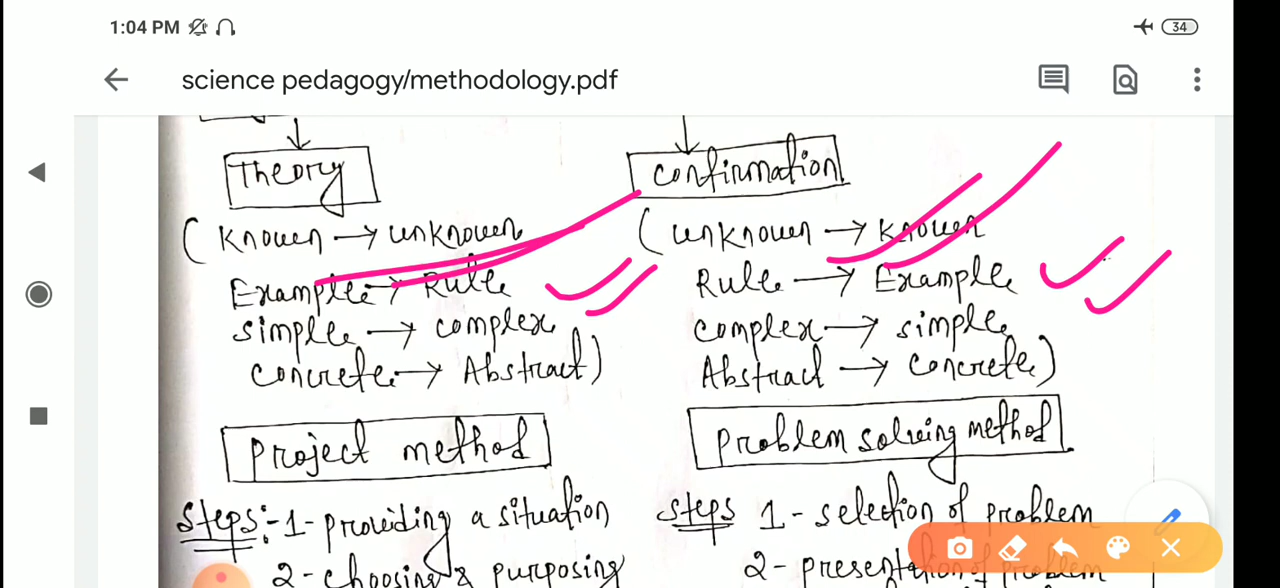 1:04 PM
34
science pedagogy/methodology.pdf
Theory
Confirmation
(Known → unknown
(unknown → known
Example → Rule
Rule → Example
simple → complex
complex → simple
concrete → Abstract)
Abstract → concrete)
Project method
Problem solving method
Steps:- 1- providing a situation
steps 1- selection of problem
2- choosing & purposing
2- presentation of problem